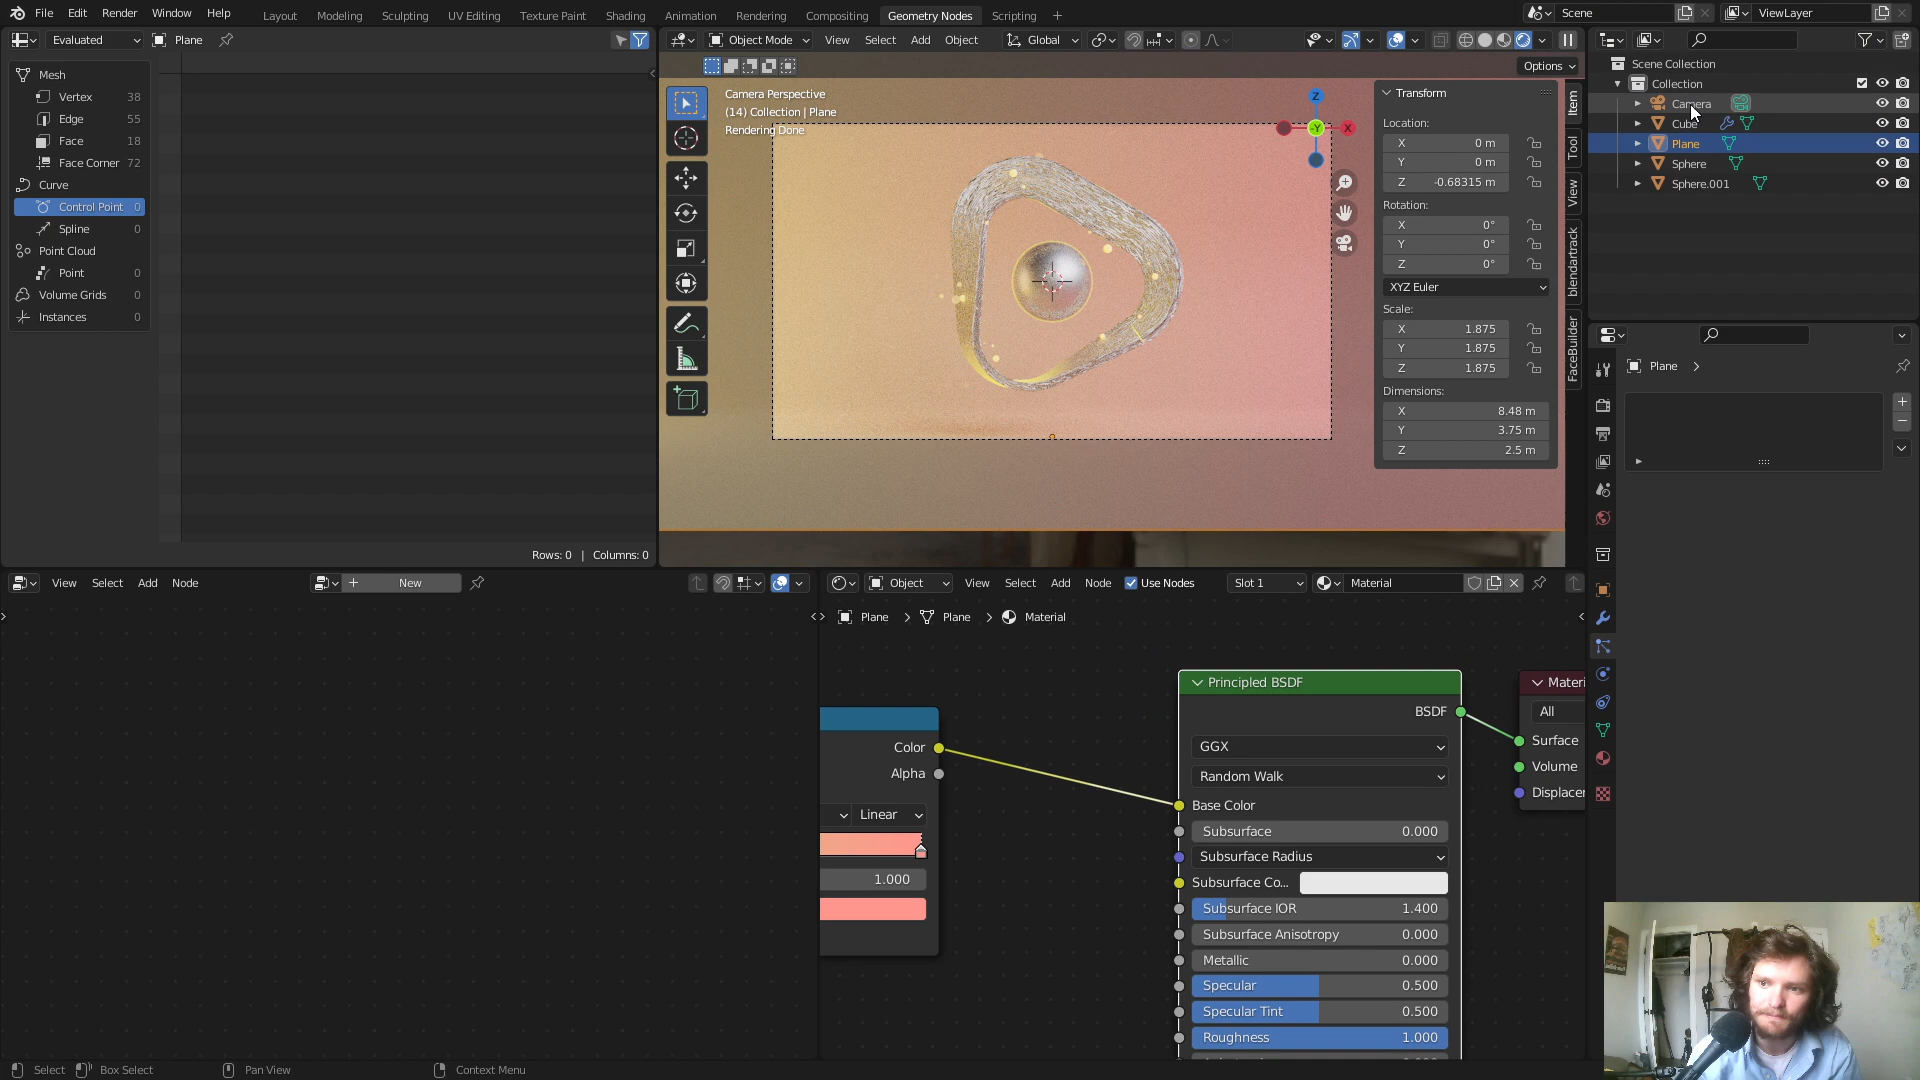 File Edit Render Window Help Layout Modeling Sculpting UV Editing Texture Paint Shading Animation Rendering Compositing Geometry Nodes Scripting + Scene ViewLayer
Evaluated Plane
Object Mode View Select Add Object Global
Options
Mesh
Vertex 38
Edge 55
Face 18
Face Corner 72
Curve
Control Point 0
Spline 0
Point Cloud
Point 0
Volume Grids 0
Instances 0
Rows: 0 | Columns: 0
Camera Perspective
(14) Collection | Plane
Rendering Done
Z
-Y
X
Transform
Location:
X 0 m
Y 0 m
Z -0.68315 m
Rotation:
X 0°
Y 0°
Z 0°
XYZ Euler
Scale:
X 1.875
Y 1.875
Z 1.875
Dimensions:
X 8.48 m
Y 3.75 m
Z 2.5 m
Item
Tool
View
blendartrack
FaceBuilder
Scene Collection
Collection
Camera
Cube
Plane
Sphere
Sphere.001
Plane
View Select Add Node New
Object View Select Add Node Use Nodes Slot 1 Material
Plane Plane Material
Color
Alpha
Linear
1.000
Principled BSDF
BSDF
GGX
Random Walk
Base Color
Subsurface 0.000
Subsurface Radius
Subsurface Co...
Subsurface IOR 1.400
Subsurface Anisotropy 0.000
Metallic 0.000
Specular 0.500
Specular Tint 0.500
Roughness 1.000
Materi
All
Surface
Volume
Displacer
Select Box Select Pan View Context Menu